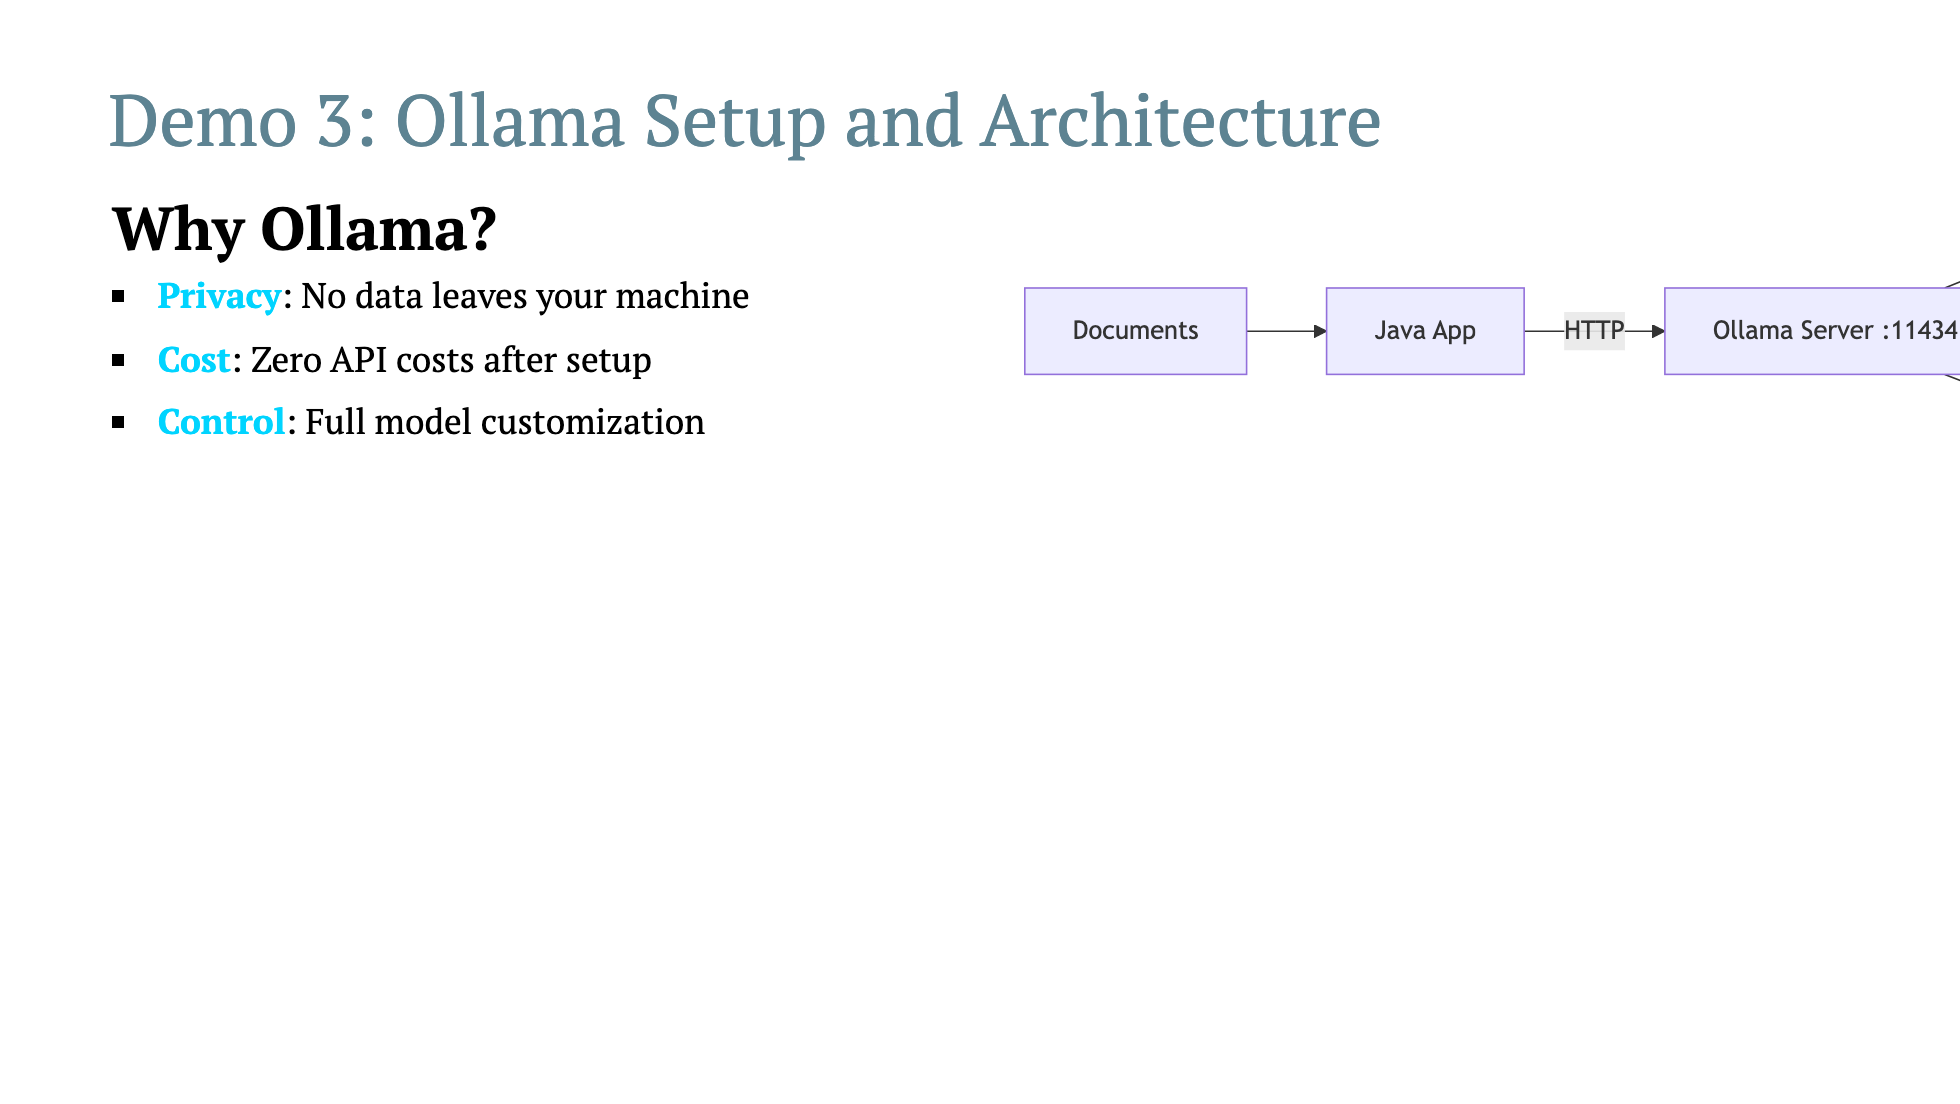 Demo 3: Ollama Setup and Architecture
Why Ollama?
Privacy: No data leaves your machine
Cost: Zero API costs after setup
Control: Full model customization
Documents
Java App
HTTP
Ollama Server :11434